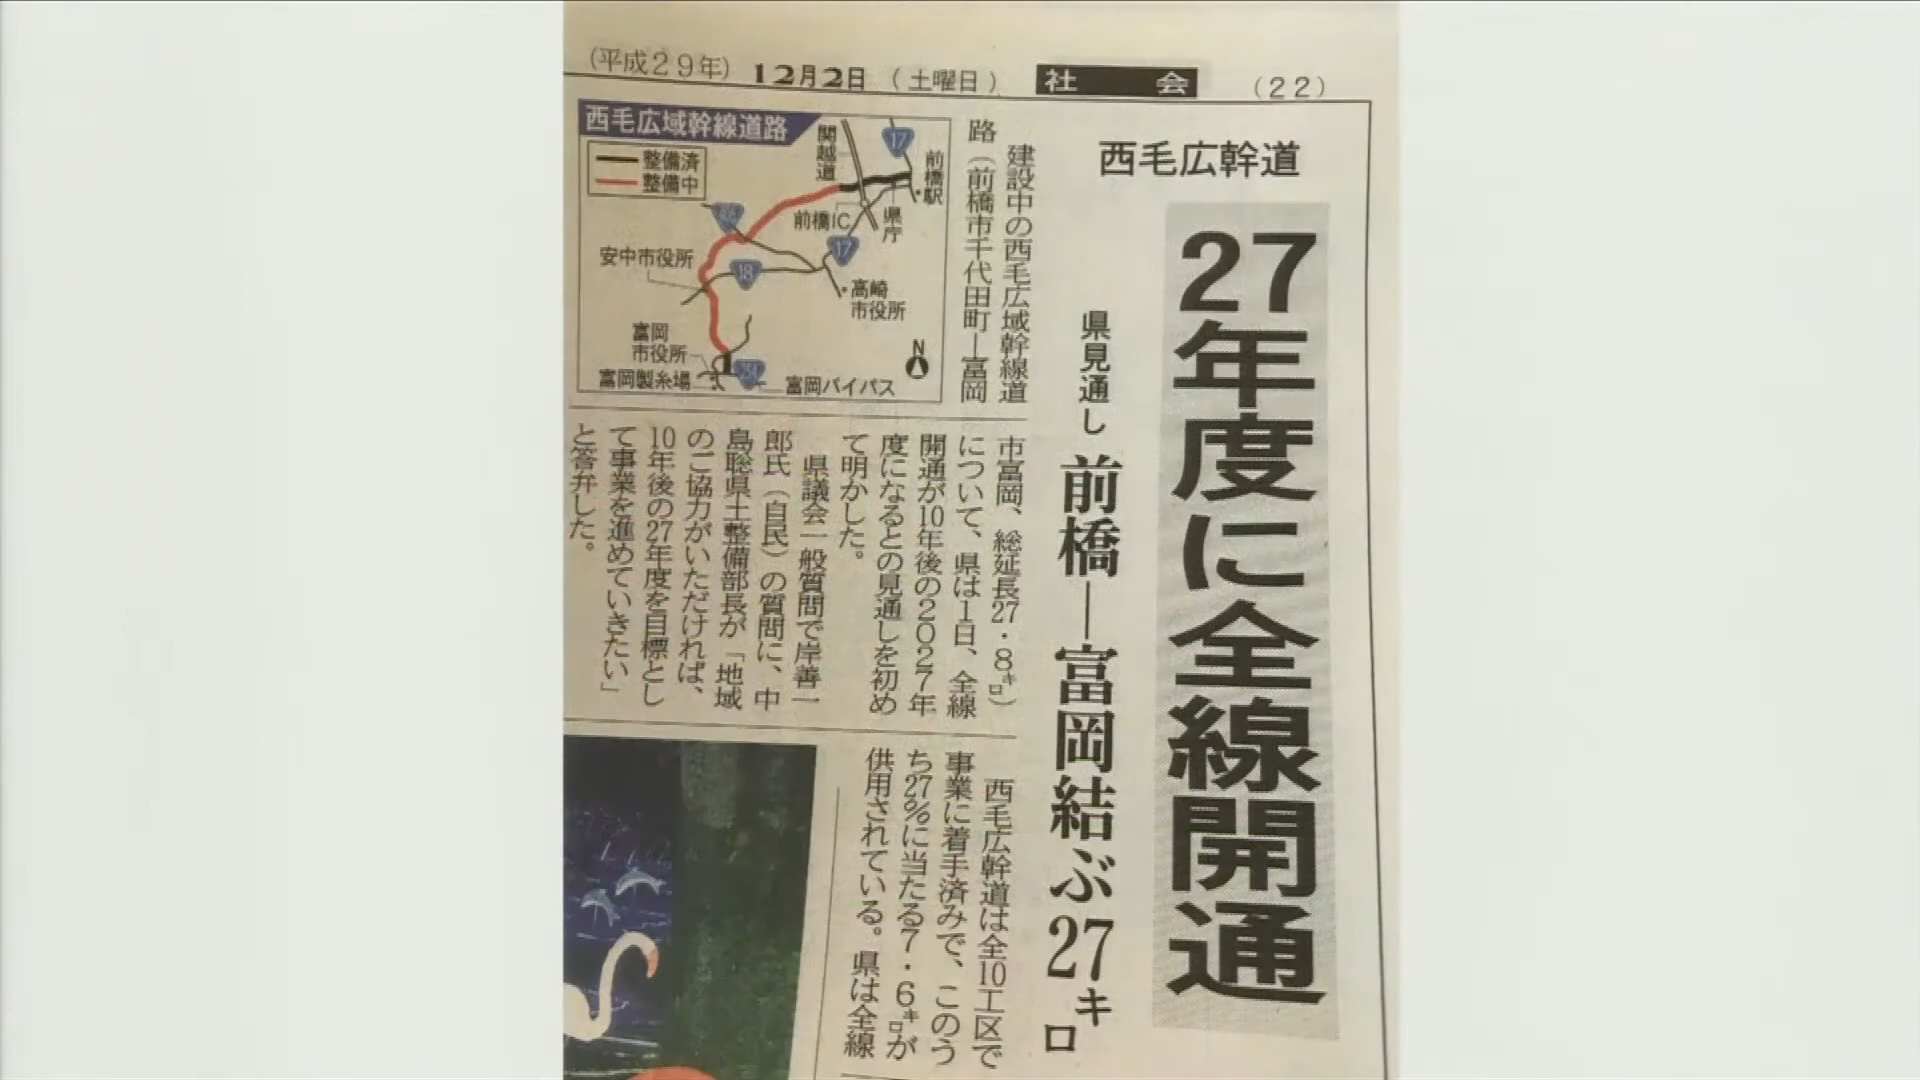 (平成29年) 12月2日 (土曜日) 社会 (22)
西毛広幹道
27年度に全線開通
県見通し
前橋―富岡結ぶ27キロ
建設中の西毛広域幹線道
路(前橋市千代田町―富岡
市富岡、総延長27・8キロ)
について、県は1日、全線
開通が10年後の2027年
度になるとの見通しを初め
て明かした。
県議会一般質問で岸善一
郎氏(自民)の質問に、中
島聡県土整備部長が「地域
のご協力がいただければ、
10年後の27年度を目標とし
て事業を進めていきたい」
と答弁した。
西毛広幹道は全10工区で
事業に着手済みで、このう
ち27%に当たる7・6キロが
供用されている。県は全線
西毛広域幹線道路
整備済
整備中
関越道
17
前橋駅
前橋IC
県庁
安中市役所
18
17
高崎
市役所
富岡
市役所
富岡製糸場
富岡バイパス
N